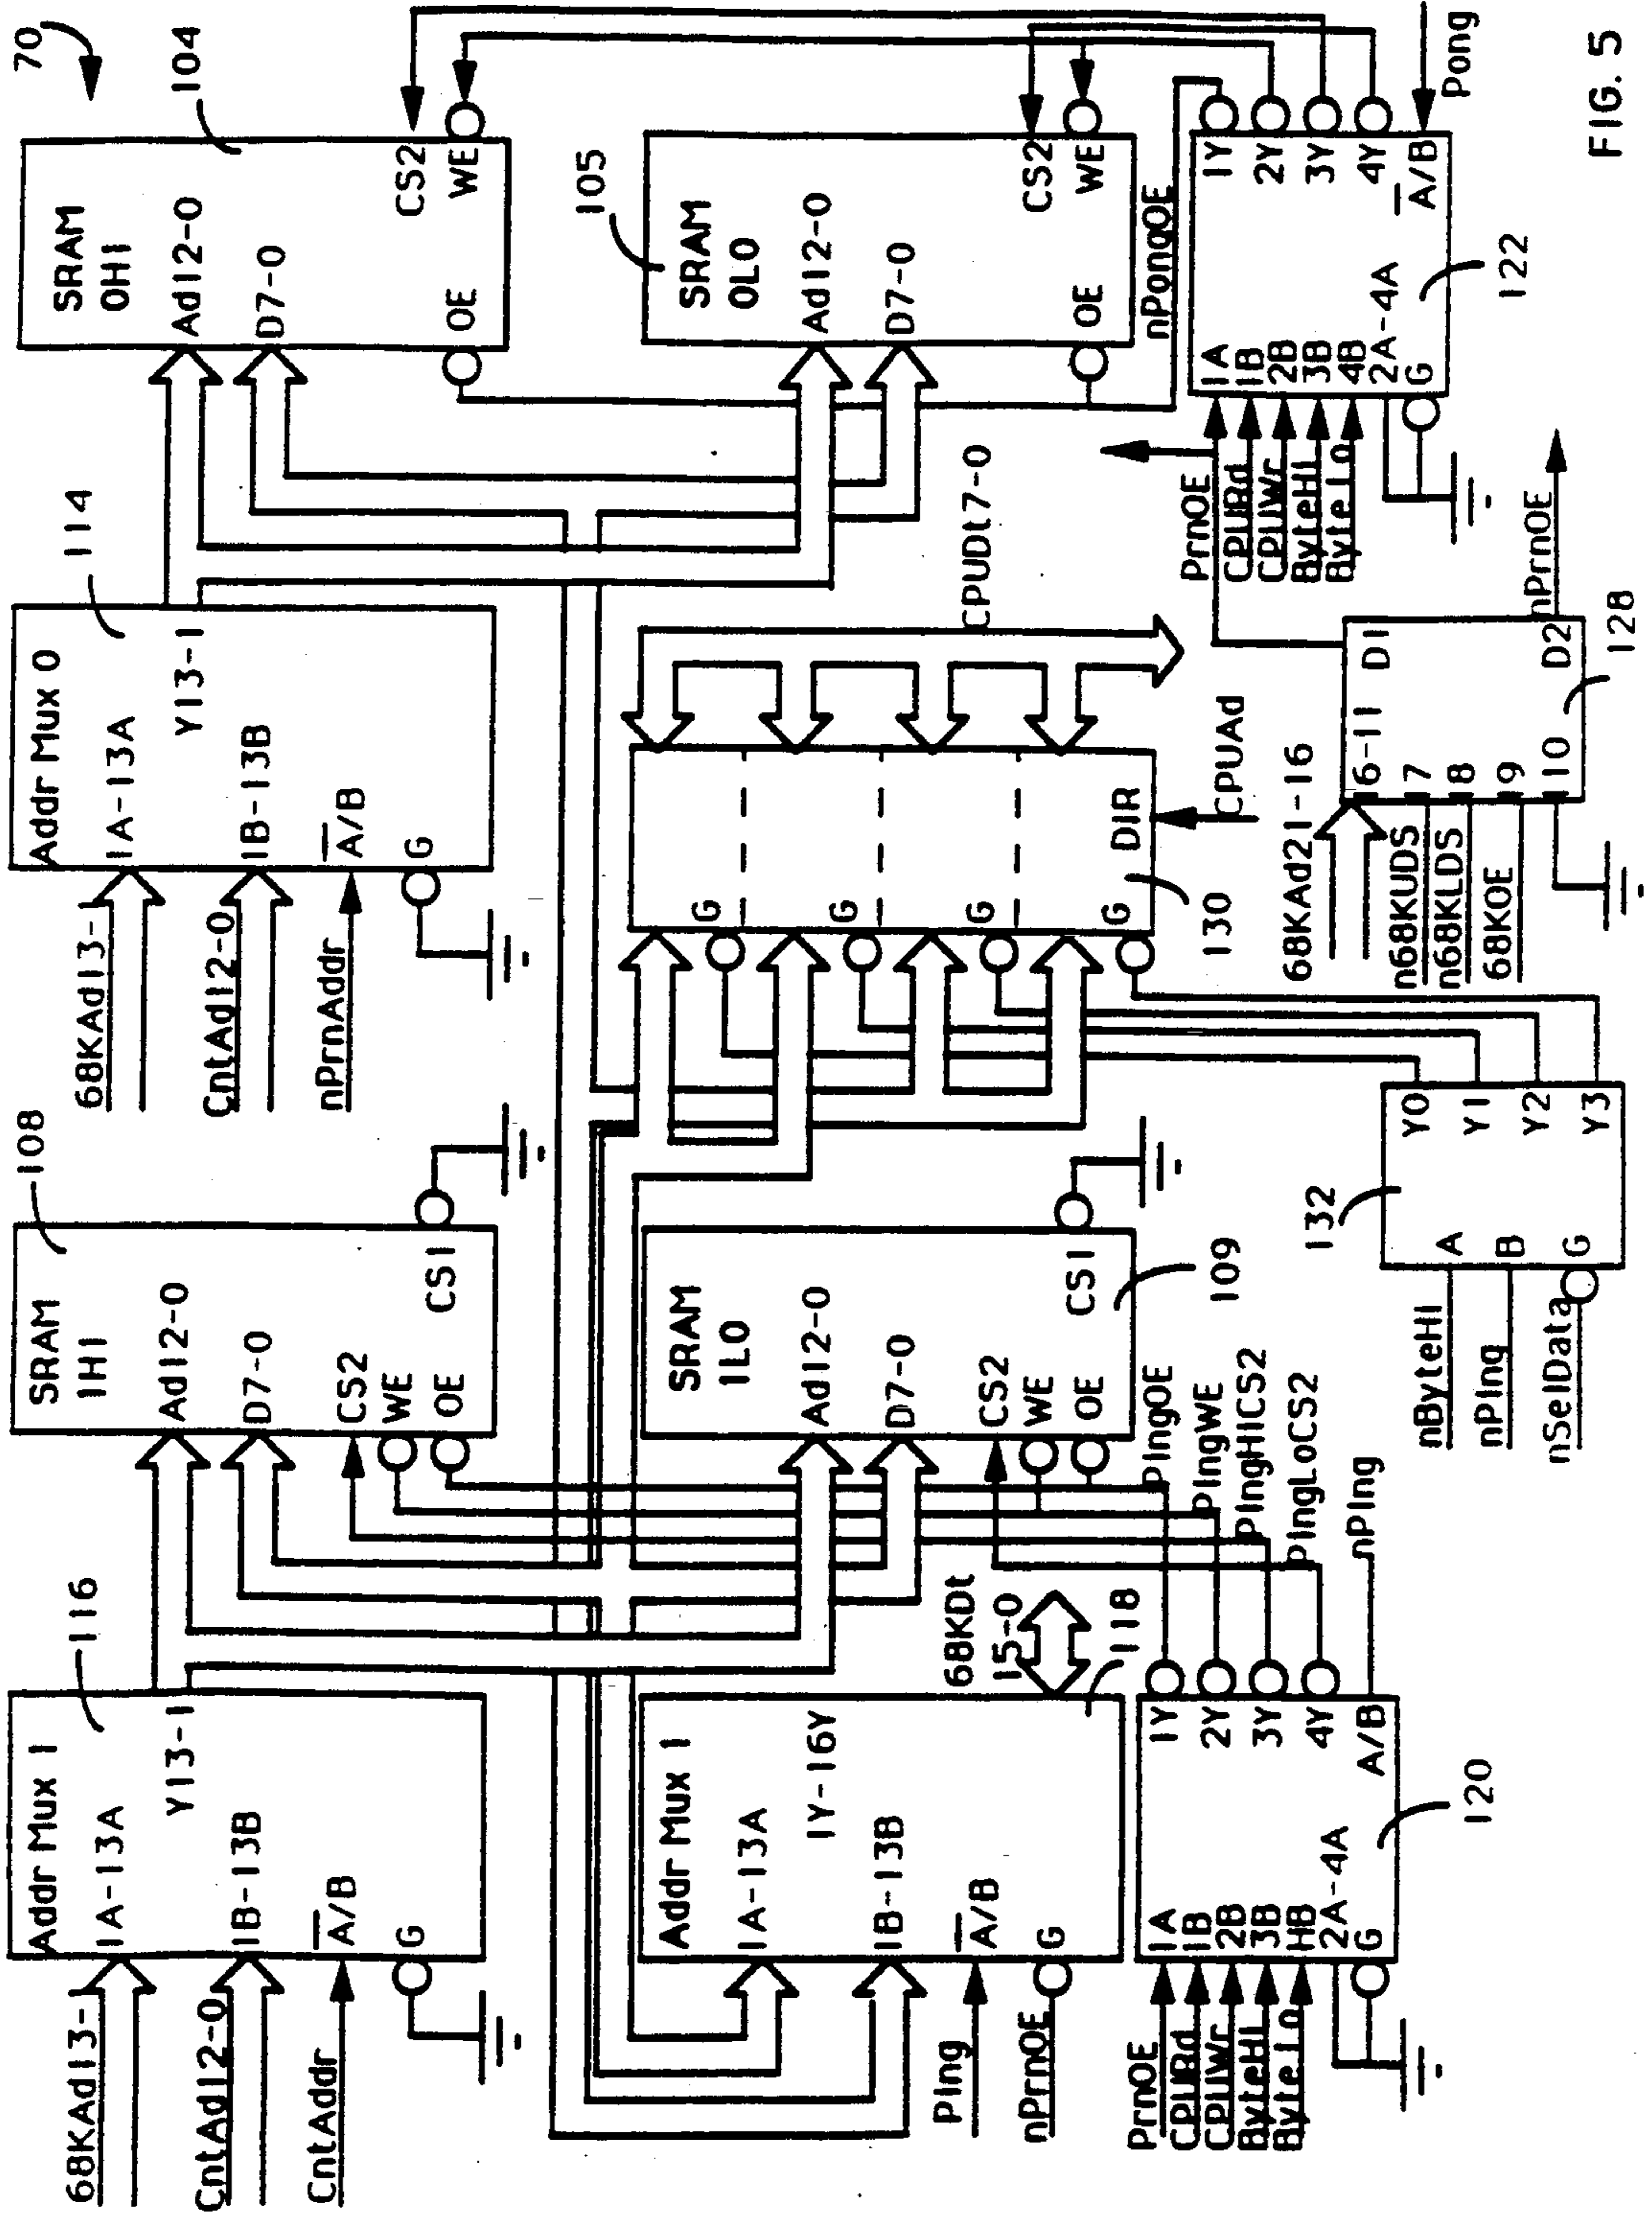 70
104
SRAM
0HI
Ad12-0
D7-0
OE
CS2
WE
105
SRAM
0LO
Ad12-0
D7-0
OE
CS2
WE
nPongOE
1A
1B
2B
3B
4B
2A-4A
G
1Y
2Y
3Y
4Y
A/B
Pong
122
PrnOE
CPURd
CPUWr
ByteHi
ByteLo
FIG. 5
114
Addr Mux 0
1A-13A
Y13-1
1B-13B
A/B
G
68KAd13-1
CntAd12-0
nPrnAddr
CPUDt7-0
G
G
G
G
DIR
130
CPUAd
68KAd21-16
n68KUDS
n68KLDS
68KOE
6-11
7
8
9
10
D1
D2
nPrnOE
128
108
SRAM
1HI
Ad12-0
D7-0
CS2
WE
OE
CS1
SRAM
1LO
Ad12-0
D7-0
CS2
WE
OE
CS1
109
132
A
B
G
Y0
Y1
Y2
Y3
nByteHi
nPing
nSelData
PingOE
PingWE
PingHiCS2
PingLoCS2
nPing
116
Addr Mux 1
1A-13A
Y13-1
1B-13B
A/B
G
68KAd13-1
CntAd12-0
CntAddr
Addr Mux 1
1A-13A
1Y-16Y
1B-13B
A/B
G
68KDt
15-0
118
Ping
nPrnOE
1A
1B
2B
3B
HB
2A-4A
G
1Y
2Y
3Y
4Y
A/B
120
PrnOE
CPURd
CPUWr
ByteHi
ByteLo